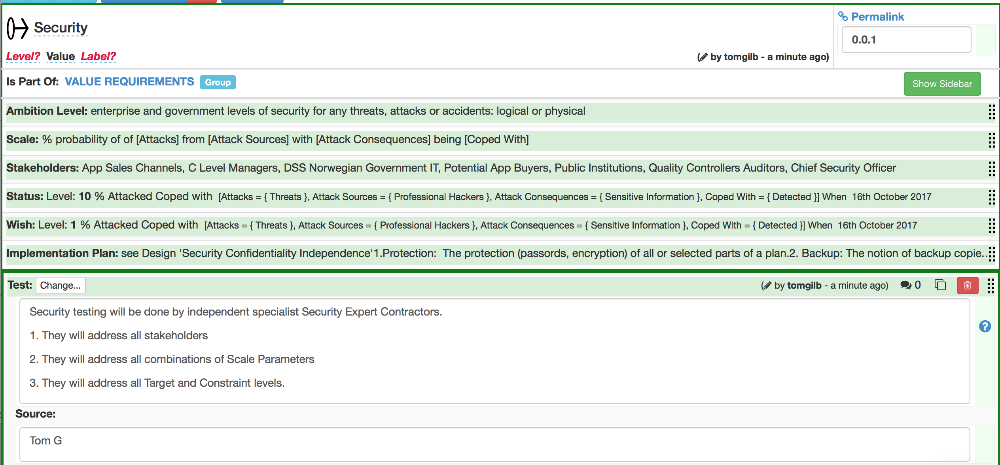 Security
Permalink
0.0.1
Level? Value Label?
(by tomgilb - a minute ago)
Is Part Of: VALUE REQUIREMENTS Group
Show Sidebar
Ambition Level: enterprise and government levels of security for any threats, attacks or accidents: logical or physical
Scale: % probability of of [Attacks] from [Attack Sources] with [Attack Consequences] being [Coped With]
Stakeholders: App Sales Channels, C Level Managers, DSS Norwegian Government IT, Potential App Buyers, Public Institutions, Quality Controllers Auditors, Chief Security Officer
Status: Level: 10 % Attacked Coped with [Attacks = { Threats }, Attack Sources = { Professional Hackers }, Attack Consequences = { Sensitive Information }, Coped With = { Detected }] When 16th October 2017
Wish: Level: 1 % Attacked Coped with [Attacks = { Threats }, Attack Sources = { Professional Hackers }, Attack Consequences = { Sensitive Information }, Coped With = { Detected }] When 16th October 2017
Implementation Plan: see Design 'Security Confidentiality Independence'1.Protection: The protection (passords, encryption) of all or selected parts of a plan.2. Backup: The notion of backup copie...
Test: Change... (by tomgilb - a minute ago) 0
Security testing will be done by independent specialist Security Expert Contractors.
1. They will address all stakeholders
2. They will address all combinations of Scale Parameters
3. They will address all Target and Constraint levels.
Source:
Tom G